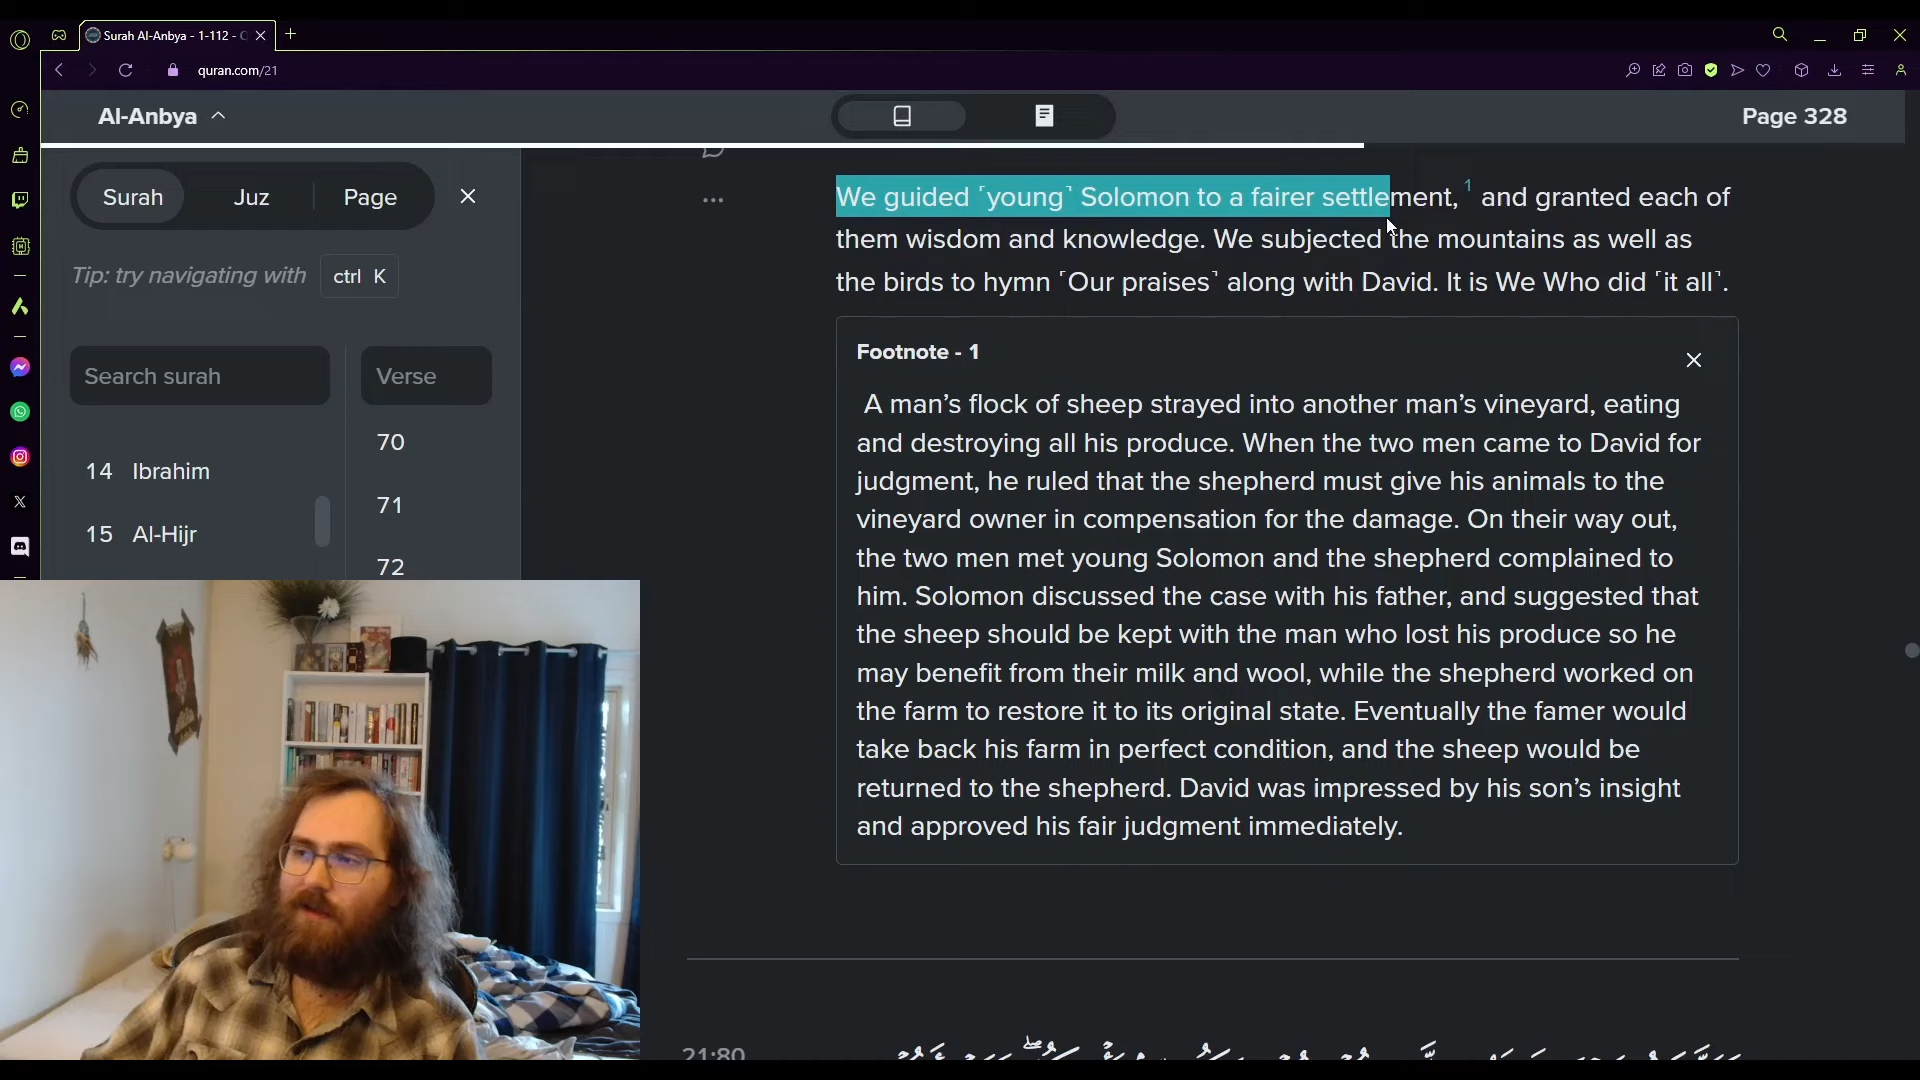 Surah Al-Anbya - 1-112 -
quran.com/21
Al-Anbya
Page 328
Surah Juz Page
Tip: try navigating with ctrl K
Search surah
Verse
14 Ibrahim
15 Al-Hijr
70
71
72
We guided ˹young˺ Solomon to a fairer settlement,1 and granted each of
them wisdom and knowledge. We subjected the mountains as well as
the birds to hymn ˹Our praises˺ along with David. It is We Who did ˹it all˺.
Footnote - 1
A man’s flock of sheep strayed into another man’s vineyard, eating
and destroying all his produce. When the two men came to David for
judgment, he ruled that the shepherd must give his animals to the
vineyard owner in compensation for the damage. On their way out,
the two men met young Solomon and the shepherd complained to
him. Solomon discussed the case with his father, and suggested that
the sheep should be kept with the man who lost his produce so he
may benefit from their milk and wool, while the shepherd worked on
the farm to restore it to its original state. Eventually the famer would
take back his farm in perfect condition, and the sheep would be
returned to the shepherd. David was impressed by his son’s insight
and approved his fair judgment immediately.
21:80